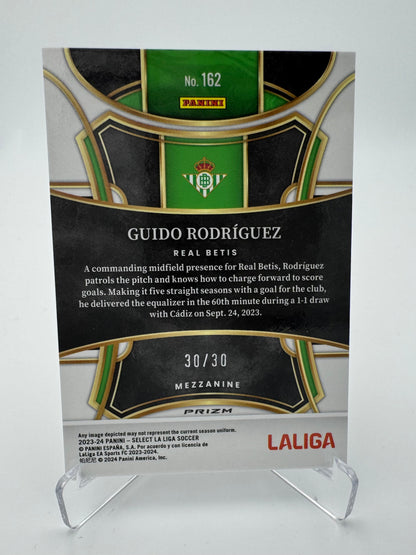 No. 162
PANINI
GUIDO RODRÍGUEZ
REAL BETIS
A commanding midfield presence for Real Betis, Rodríguez
patrols the pitch and knows how to charge forward to score
goals. Making it five straight seasons with a goal for the club,
he delivered the equalizer in the 60th minute during a 1-1 draw
with Cádiz on Sept. 24, 2023.
30/30
MEZZANINE
PRIZM
Any image depicted may not represent the current season uniform.
2023-24 PANINI – SELECT LA LIGA SOCCER
© PANINI ESPAÑA, S.A. Por acuerdo y con licencia de
LaLiga EA Sports FC 2023-2024.
帕尼尼 © 2024 Panini America, Inc.
LALIGA